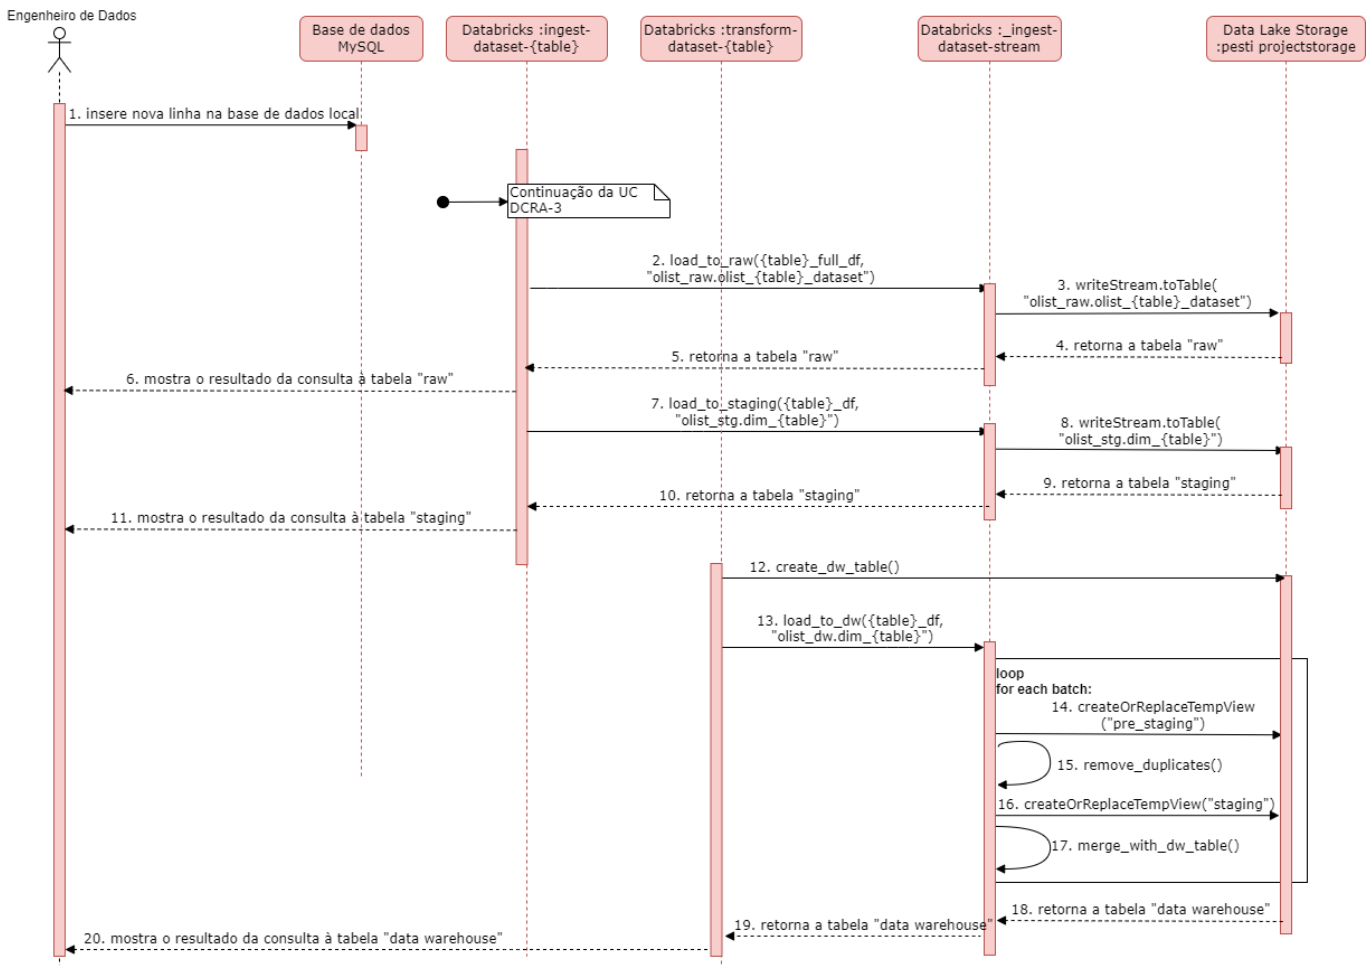 Engenheiro de Dados
Base de dados
MySQL
Databricks :ingest-
dataset-{table}
Databricks :transform-
dataset-{table}
Databricks :_ingest-
dataset-stream
Data Lake Storage
:pesti projectstorage
1. insere nova linha na base de dados local
Continuação da UC
DCRA-3
2. load_to_raw({table}_full_df,
"olist_raw.olist_{table}_dataset")
3. writeStream.toTable(
"olist_raw.olist_{table}_dataset")
4. retorna a tabela "raw"
5. retorna a tabela "raw"
6. mostra o resultado da consulta à tabela "raw"
7. load_to_staging({table}_df,
"olist_stg.dim_{table}")
8. writeStream.toTable(
"olist_stg.dim_{table}")
9. retorna a tabela "staging"
10. retorna a tabela "staging"
11. mostra o resultado da consulta à tabela "staging"
12. create_dw_table()
13. load_to_dw({table}_df,
"olist_dw.dim_{table}")
loop
for each batch:
14. createOrReplaceTempView
("pre_staging")
15. remove_duplicates()
16. createOrReplaceTempView("staging")
17. merge_with_dw_table()
18. retorna a tabela "data warehouse"
19. retorna a tabela "data warehouse"
20. mostra o resultado da consulta à tabela "data warehouse"